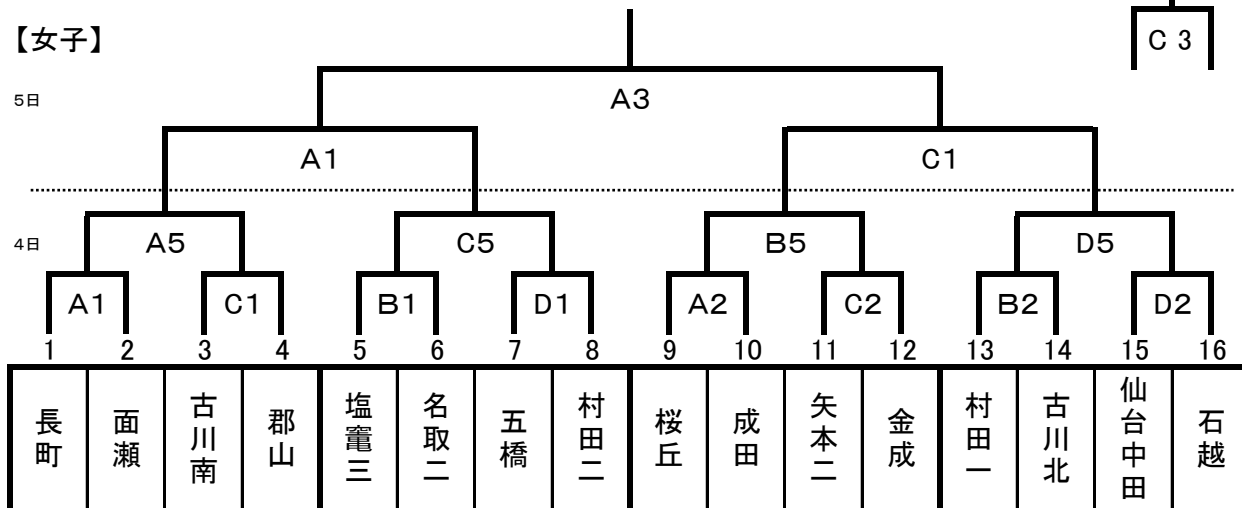 【女子】
C 3
5日
A3
A1
C1
4日
A5
C5
B5
D5
A1
C1
B1
D1
A2
C2
B2
D2
1 2 3 4 5 6 7 8 9 10 11 12 13 14 15 16
長町
面瀬
古川南
郡山
塩竈三
名取二
五橋
村田二
桜丘
成田
矢本二
金成
村田一
古川北
仙台中田
石越